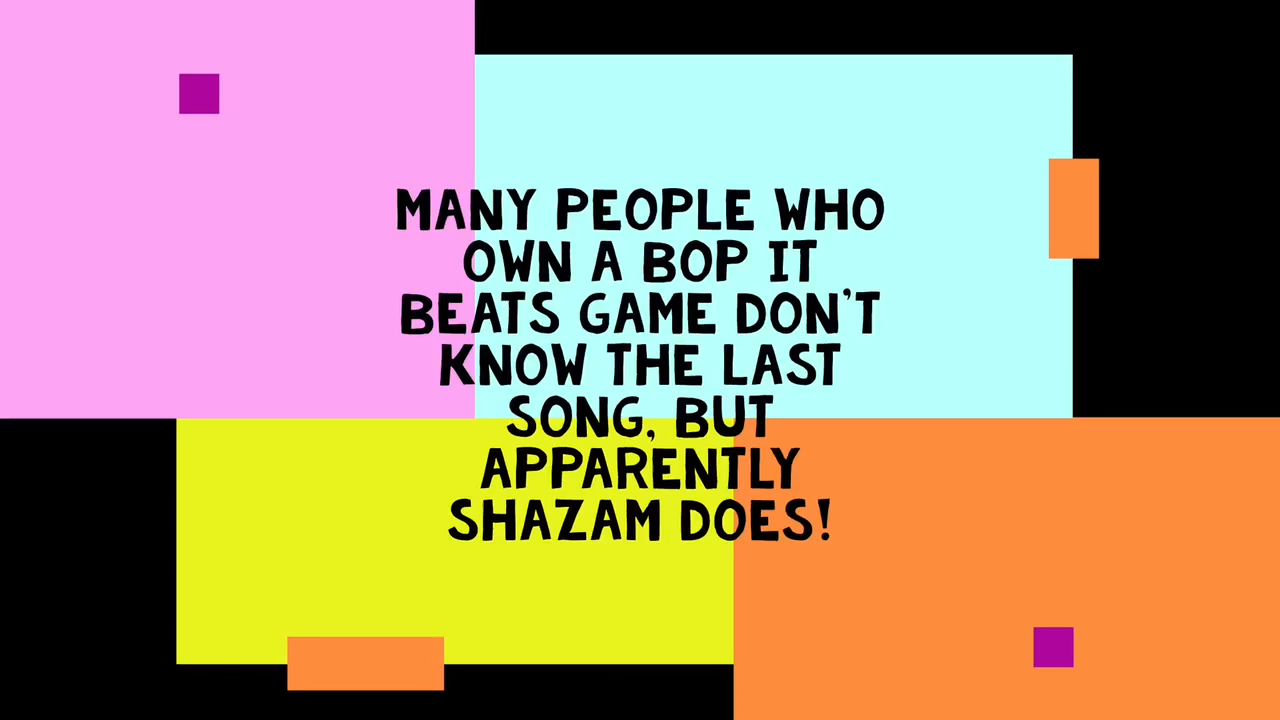 MANY PEOPLE WHO
OWN A BOP IT
BEATS GAME DON'T
KNOW THE LAST
SONG, BUT
APPARENTLY
SHAZAM DOES!